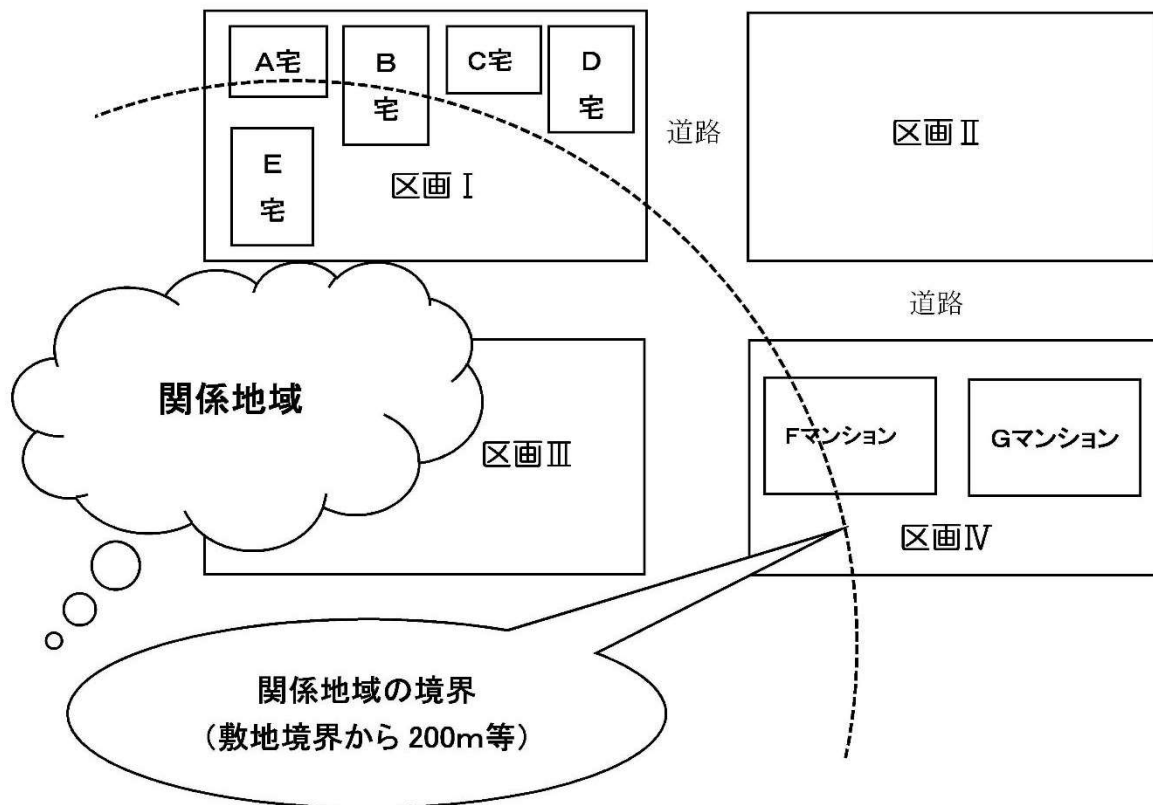 A宅
B
宅
C宅
D
宅
E
宅
区画Ⅰ
道路
区画Ⅱ
道路
関係地域
区画Ⅲ
Fマンション
Gマンション
区画Ⅳ
関係地域の境界
（敷地境界から200m等）